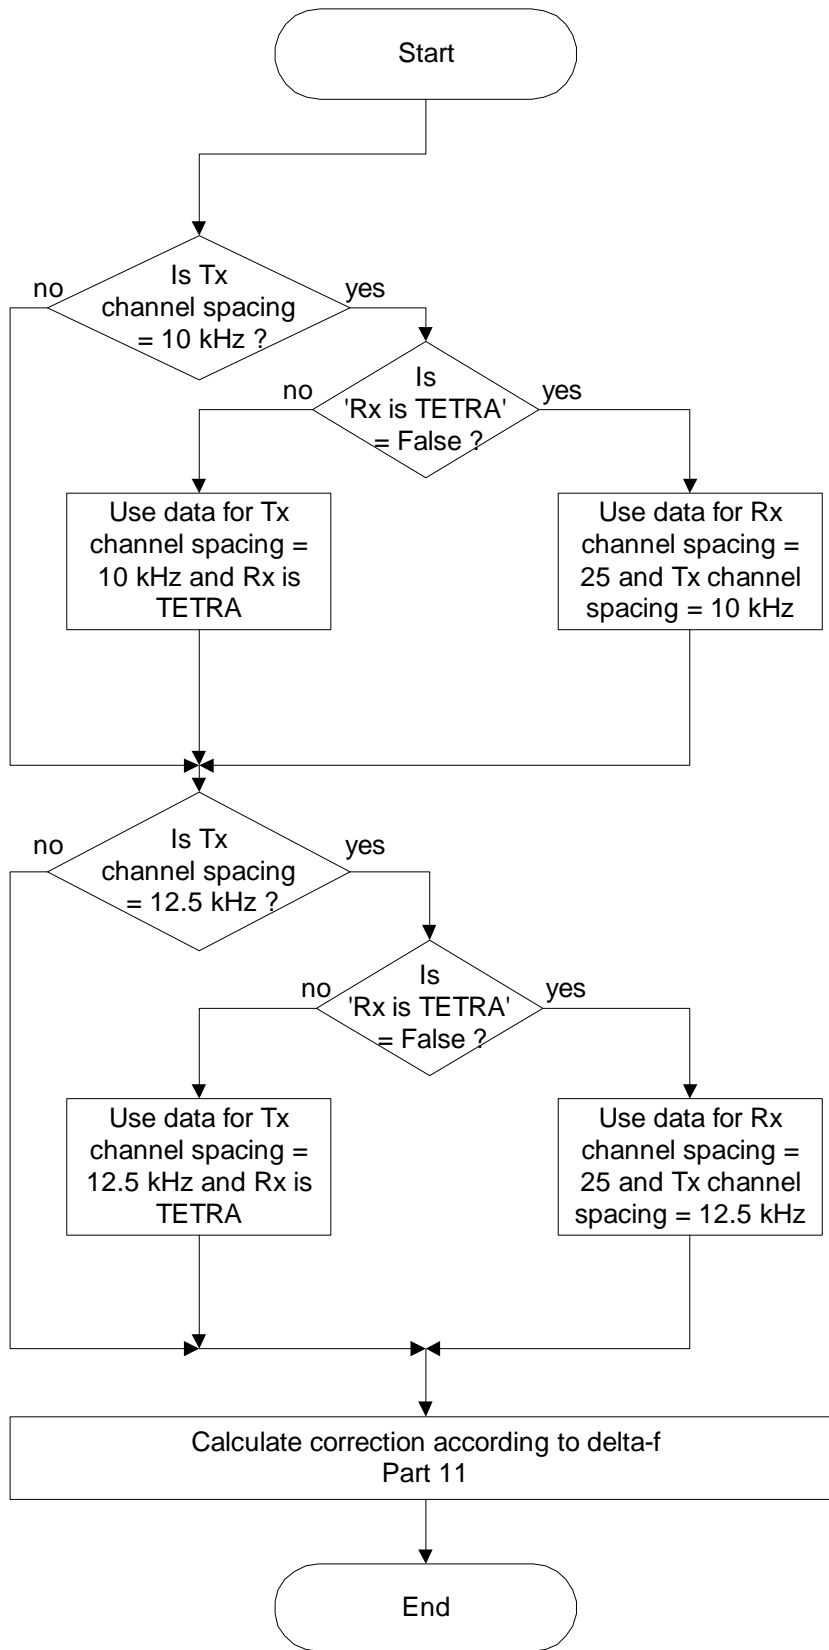 Start
Is Tx
channel spacing
= 10 kHz ?
no
yes
Is
'Rx is TETRA'
= False ?
no
yes
Use data for Tx
channel spacing =
10 kHz and Rx is
TETRA
Use data for Rx
channel spacing =
25 and Tx channel
spacing = 10 kHz
Is Tx
channel spacing
= 12.5 kHz ?
no
yes
Is
'Rx is TETRA'
= False ?
no
yes
Use data for Tx
channel spacing =
12.5 kHz and Rx is
TETRA
Use data for Rx
channel spacing =
25 and Tx channel
spacing = 12.5 kHz
Calculate correction according to delta-f
Part 11
End